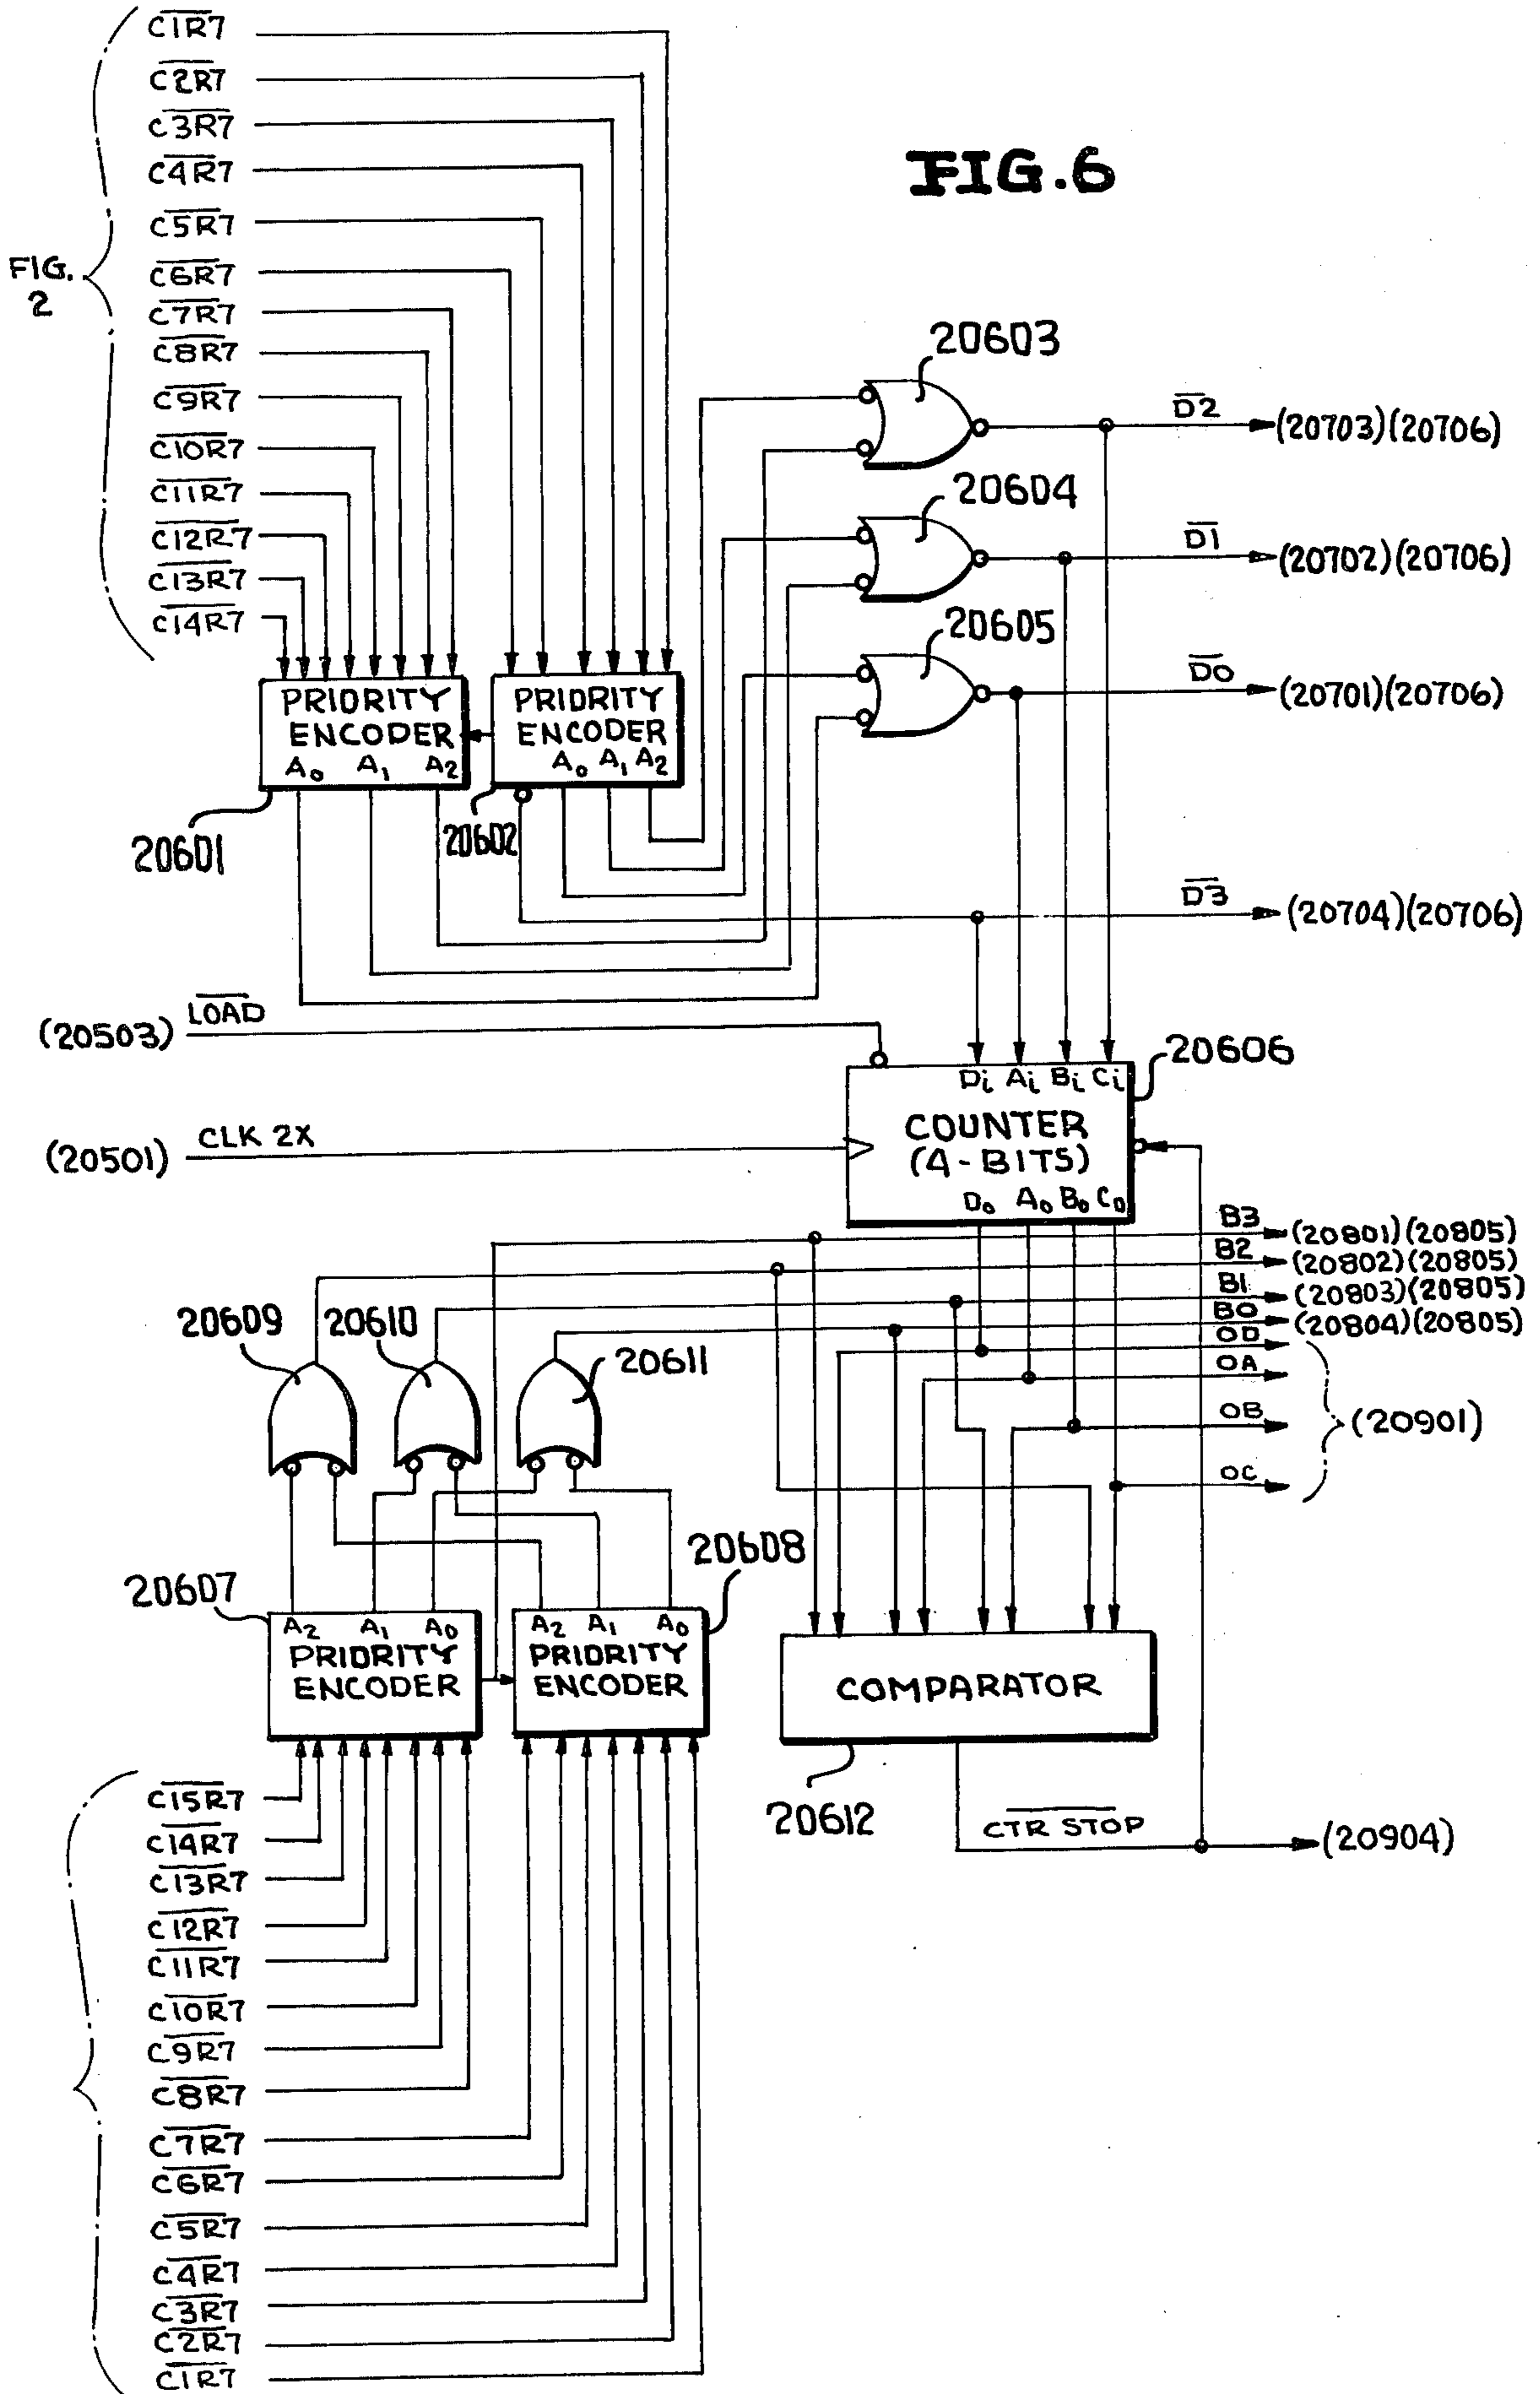 FIG. 6
FIG. 2
C1R7
C2R7
C3R7
C4R7
C5R7
C6R7
C7R7
C8R7
C9R7
C10R7
C11R7
C12R7
C13R7
C14R7
20603
D2
(20703)(20706)
20604
D1
(20702)(20706)
20605
D0
(20701)(20706)
PRIORITY ENCODER
A0 A1 A2
20601
PRIORITY ENCODER
A0 A1 A2
20602
D3
(20704)(20706)
(20503) LOAD
20606
Di Ai Bi Ci
COUNTER
(4-BITS)
Do Ao Bo Co
(20501) CLK 2X
B3 (20801)(20805)
B2 (20802)(20805)
B1 (20803)(20805)
B0 (20804)(20805)
OD
OA
OB
OC
(20901)
20609
20610
20611
20607
A2 A1 A0
PRIORITY ENCODER
20608
A2 A1 A0
PRIORITY ENCODER
COMPARATOR
20612
CTR STOP
(20904)
C15R7
C14R7
C13R7
C12R7
C11R7
C10R7
C9R7
C8R7
C7R7
C6R7
C5R7
C4R7
C3R7
C2R7
C1R7